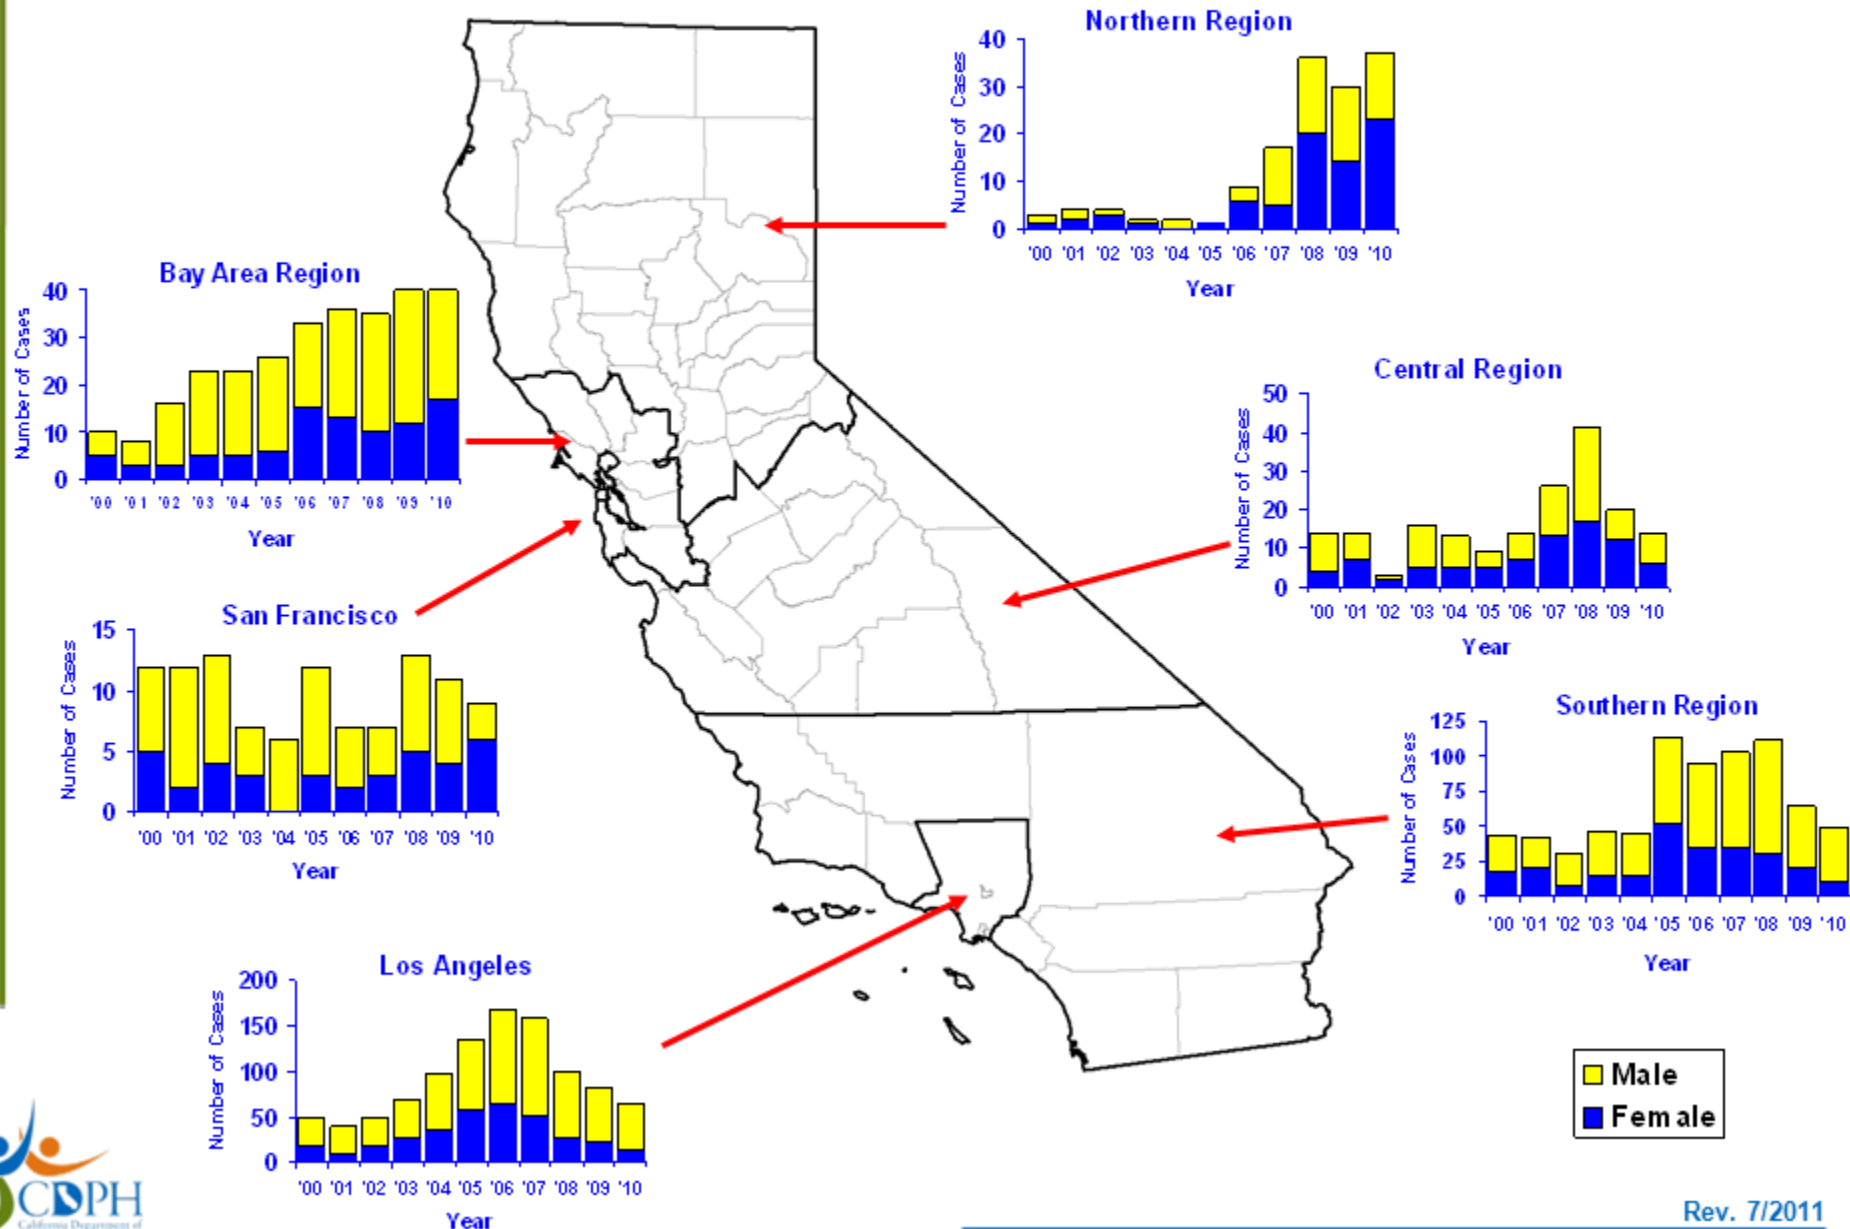 Northern Region
Number of Cases
40
30
20
10
0
'00 '01 '02 '03 '04 '05 '06 '07 '08 '09 '10
Year
Bay Area Region
Number of Cases
40
30
20
10
0
'00 '01 '02 '03 '04 '05 '06 '07 '08 '09 '10
Year
Central Region
Number of Cases
50
40
30
20
10
0
'00 '01 '02 '03 '04 '05 '06 '07 '08 '09 '10
Year
San Francisco
Number of Cases
15
10
5
0
'00 '01 '02 '03 '04 '05 '06 '07 '08 '09 '10
Year
Southern Region
Number of Cases
125
100
75
50
25
0
'00 '01 '02 '03 '04 '05 '06 '07 '08 '09 '10
Year
Los Angeles
Number of Cases
200
150
100
50
0
'00 '01 '02 '03 '04 '05 '06 '07 '08 '09 '10
Year
Male
Female
CDPH
California Department of
Rev. 7/2011